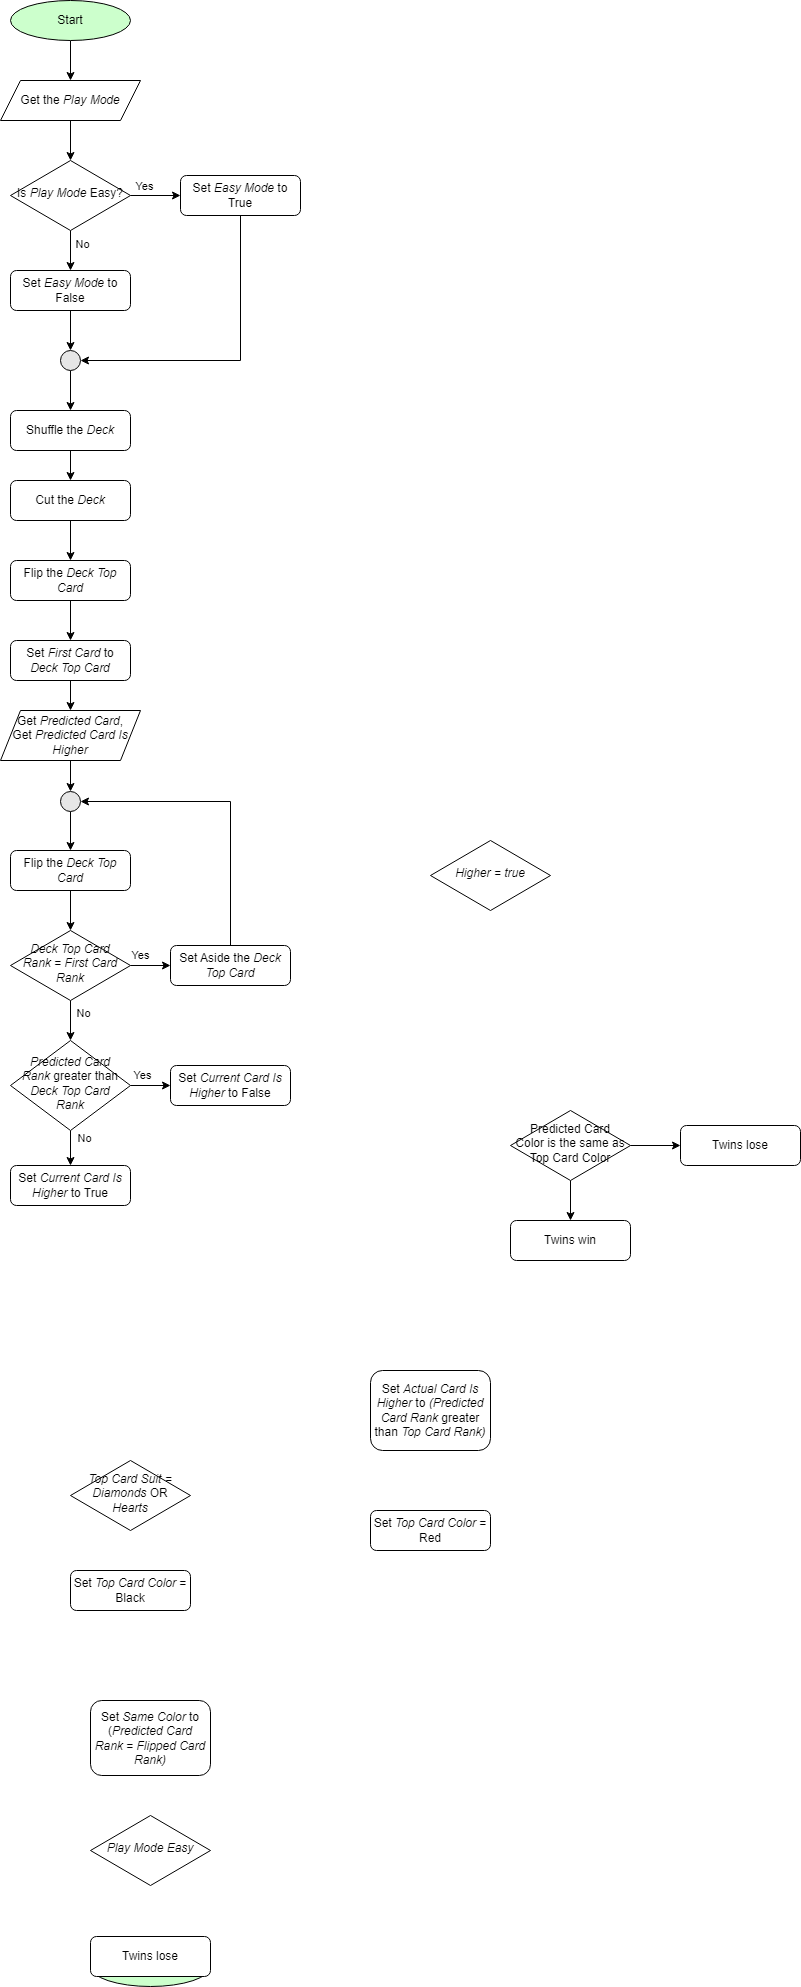 Start
Get the Play Mode
Is Play Mode Easy?
Yes
Set Easy Mode to
True
No
Set Easy Mode to
False
Shuffle the Deck
Cut the Deck
Flip the Deck Top
Card
Set First Card to
Deck Top Card
Get Predicted Card,
Get Predicted Card Is
Higher
Flip the Deck Top
Card
Higher = true
Deck Top Card
Rank = First Card
Rank
Yes
Set Aside the Deck
Top Card
No
Predicted Card
Rank greater than
Deck Top Card
Rank
Yes
Set Current Card Is
Higher to False
No
Set Current Card Is
Higher to True
Predicted Card
Color is the same as
Top Card Color
Twins lose
Twins win
Set Actual Card Is
Higher to (Predicted
Card Rank greater
than Top Card Rank)
Top Card Suit =
Diamonds OR
Hearts
Set Top Card Color =
Red
Set Top Card Color =
Black
Set Same Color to
(Predicted Card
Rank = Flipped Card
Rank)
Play Mode Easy
Twins lose